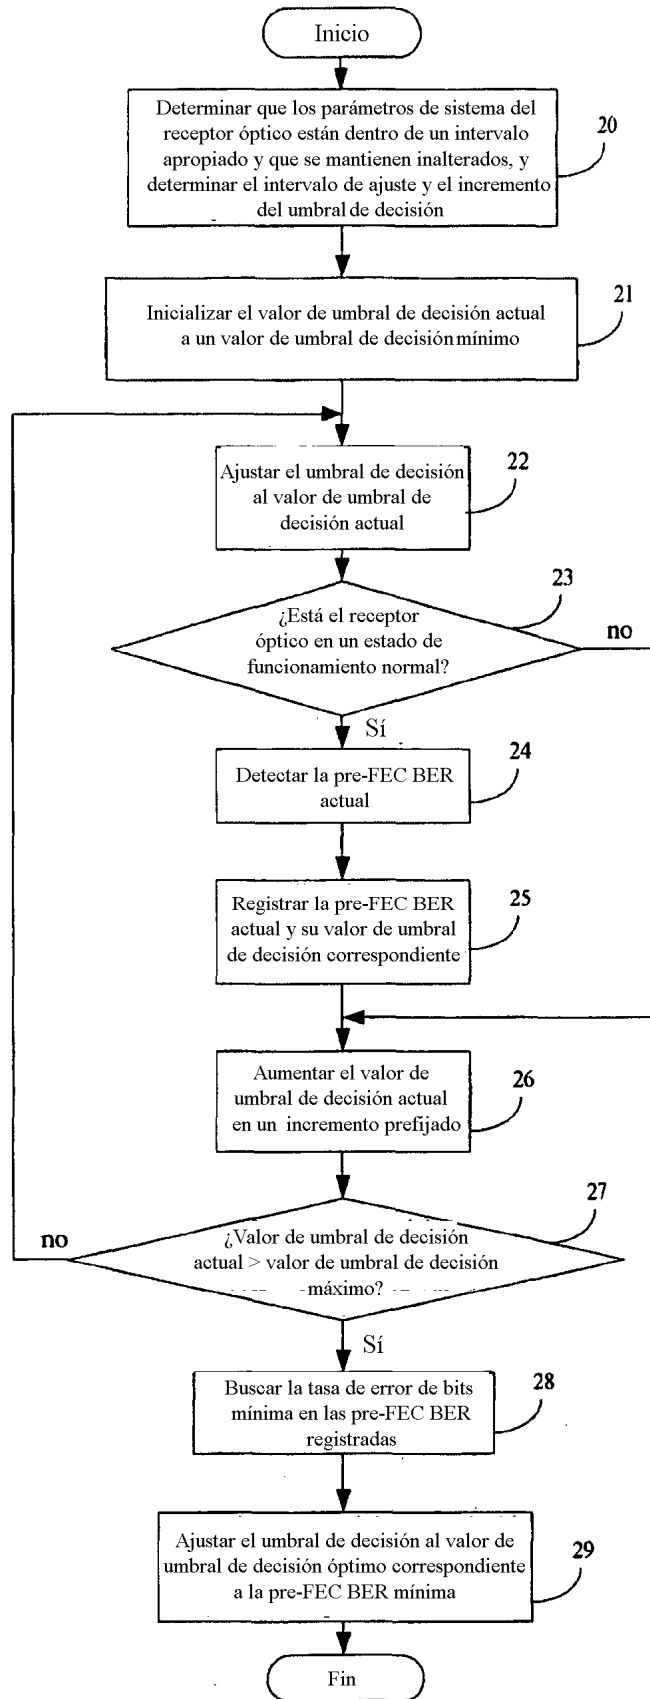 Inicio
Determinar que los parámetros de sistema del
receptor óptico están dentro de un intervalo
apropiado y que se mantienen inalterados, y
determinar el intervalo de ajuste y el incremento
del umbral de decisión
20
Inicializar el valor de umbral de decisión actual
a un valor de umbral de decisión mínimo
21
Ajustar el umbral de decisión
al valor de umbral de
decisión actual
22
¿Está el receptor
óptico en un estado de
funcionamiento normal?
23
no
Sí
Detectar la pre-FEC BER
actual
24
Registrar la pre-FEC BER
actual y su valor de umbral
de decisión correspondiente
25
Aumentar el valor de
umbral de decisión actual
en un incremento prefijado
26
¿Valor de umbral de decisión
actual > valor de umbral de decisión
máximo?
27
no
Sí
Buscar la tasa de error de bits
mínima en las pre-FEC BER
registradas
28
Ajustar el umbral de decisión al valor de
umbral de decisión óptimo correspondiente
a la pre-FEC BER mínima
29
Fin